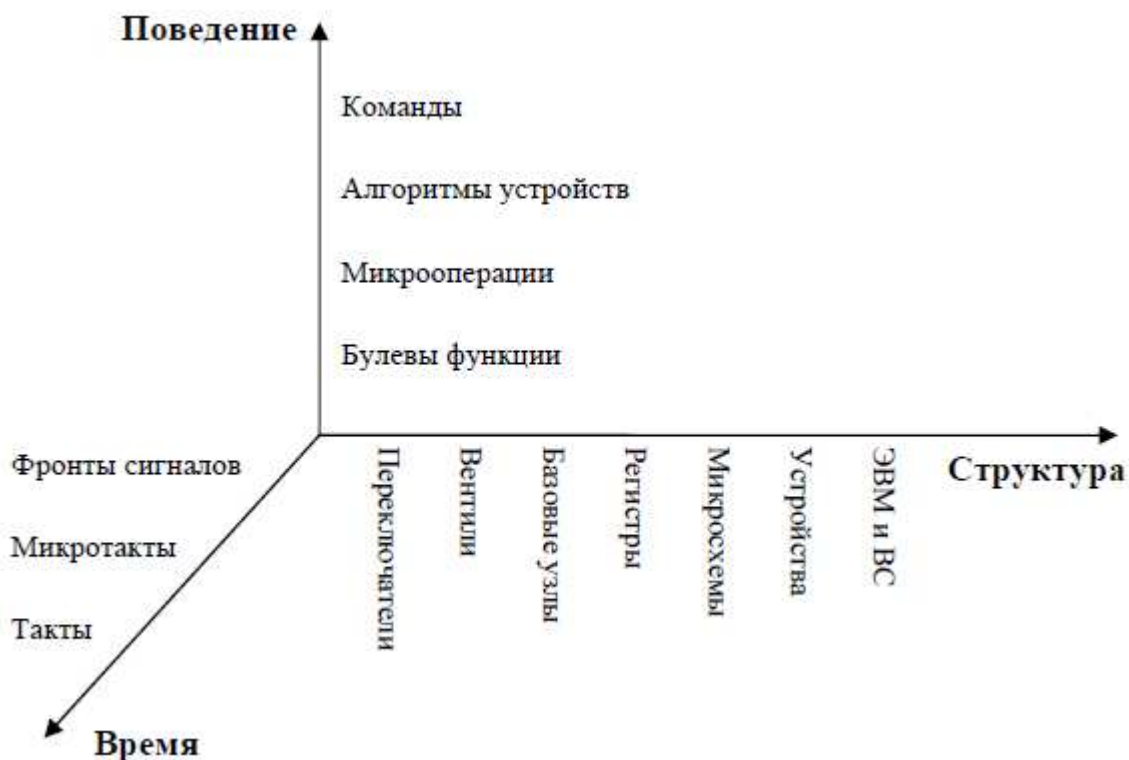 Поведение
Команды
Алгоритмы устройств
Микрооперации
Булевы функции
Фронты сигналов
Микротакты
Такты
Время
Переключатели
Вентили
Базовые узлы
Регистры
Микросхемы
Устройства
ЭВМ и ВС
Структура